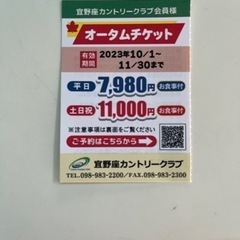 宜野座カントリークラブ会員様
オータムチケット
有効期間 2023年10/1〜
11/30まで
平日 7,980円 お食事付
土日祝 11,000円 お食事付
※注意事項は裏面をご覧ください
ご予約はこちらから
宜野座カントリークラブ
TEL.098-983-2200/FAX.098-983-2300